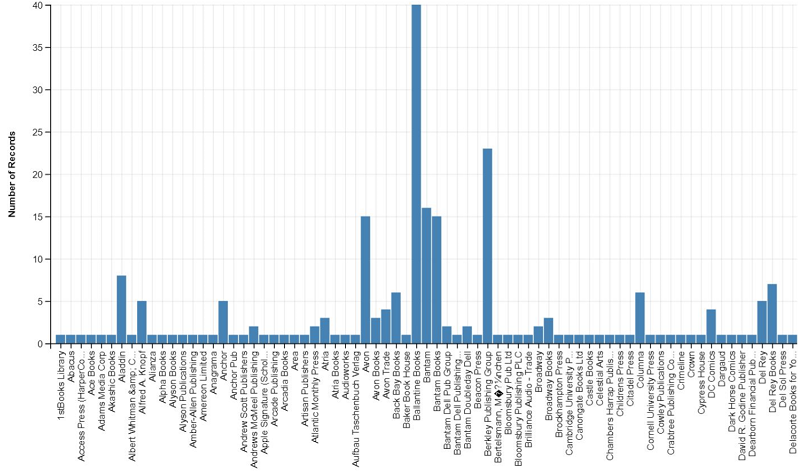 40
35
30
25
20
15
10
5
0
Number of Records
1stBooks Library
Abacus
Access Press (HarperCo...
Ace Books
Adams Media Corp.
Akashic Books
Aladdin
Albert Whitman &amp; C...
Alfred A. Knopf
Alianza
Alpha Books
Alyson Books
Alyson Publications
Amber-Allen Publishing
Amereon Limited
Anagrama
Anchor
Anchor Pub
Andrew Scott Publishers
Andrews McMeel Publishing
Apple Signature (Schol...
Arcade Publishing
Arcadia Books
Area
Artisan Publishers
Atlantic Monthly Press
Atria
Atria Books
Audioworks
Aufbau Taschenbuch Verlag
Avon
Avon Books
Avon Trade
Back Bay Books
Baker Book House
Ballantine Books
Bantam
Bantam Books
Bantam Dell Pub Group
Bantam Dell Publishing...
Bantam Doubleday Dell
Beacon Press
Berkley Publishing Group
Bloomsbury Pub Ltd
Bloomsbury Publishing PLC
Brilliance Audio - Trade
Broadway
Broadway Books
Brockhampton Press
Cambridge University P...
Canongate Books Ltd
Castle Books
Celestial Arts
Chambers Harrap Publis...
Childrens Press
Citadel Press
Columna
Cornell University Press
Cowley Publications
Crabtree Publishing Co...
Crimeline
Crown
Cypress House
D C Comics
Dargaud
Dark Horse Comics
David R. Godine Publisher
Dearborn Financial Pub
Del Rey
Del Rey Books
Del Sol Press
Delacorte Books for Yo...